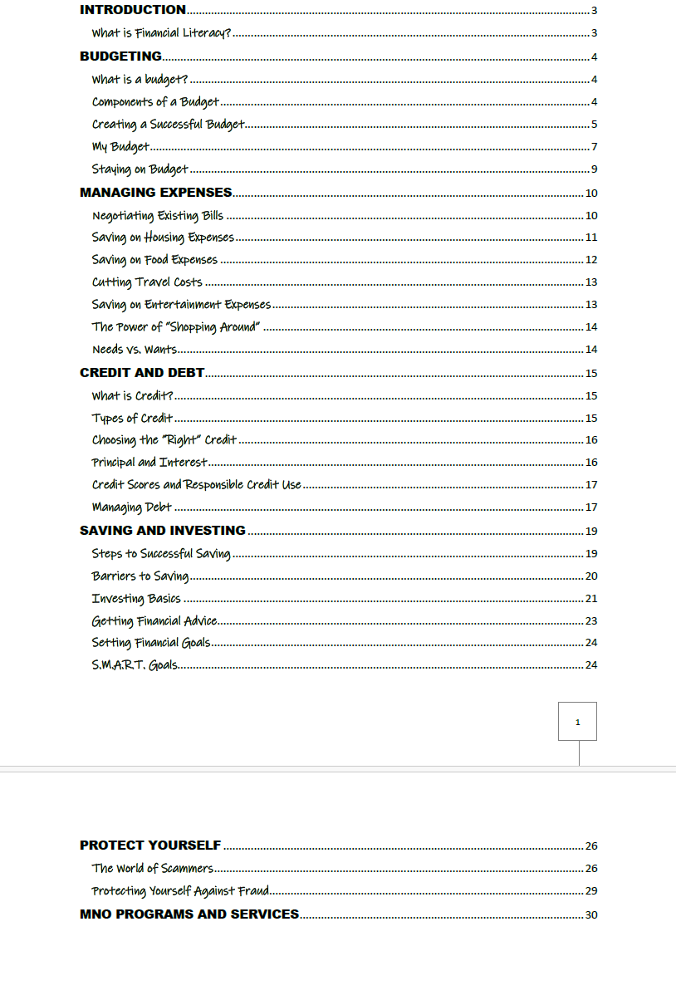 INTRODUCTION 3
What is Financial Literacy? 3
BUDGETING 4
What is a budget? 4
Components of a Budget 4
Creating a Successful Budget 5
My Budget 7
Staying on Budget 9
MANAGING EXPENSES 10
Negotiating Existing Bills 10
Saving on Housing Expenses 11
Saving on Food Expenses 12
Cutting Travel Costs 13
Saving on Entertainment Expenses 13
The Power of “Shopping Around” 14
Needs vs. Wants 14
CREDIT AND DEBT 15
What is Credit? 15
Types of Credit 15
Choosing the “Right” Credit 16
Principal and Interest 16
Credit Scores and Responsible Credit Use 17
Managing Debt 17
SAVING AND INVESTING 19
Steps to Successful Saving 19
Barriers to Saving 20
Investing Basics 21
Getting Financial Advice 23
Setting Financial Goals 24
S.M.A.R.T. Goals 24
1
PROTECT YOURSELF 26
The World of Scammers 26
Protecting Yourself Against Fraud 29
MNO PROGRAMS AND SERVICES 30